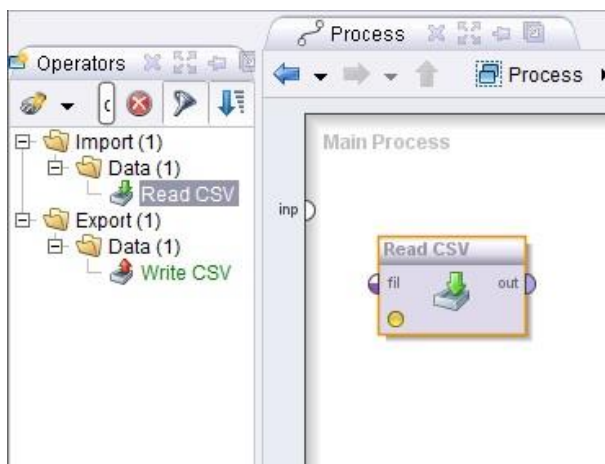 Operators
c
Import (1)
Data (1)
Read CSV
Export (1)
Data (1)
Write CSV
Process
Process
Main Process
inp
Read CSV
fil
out